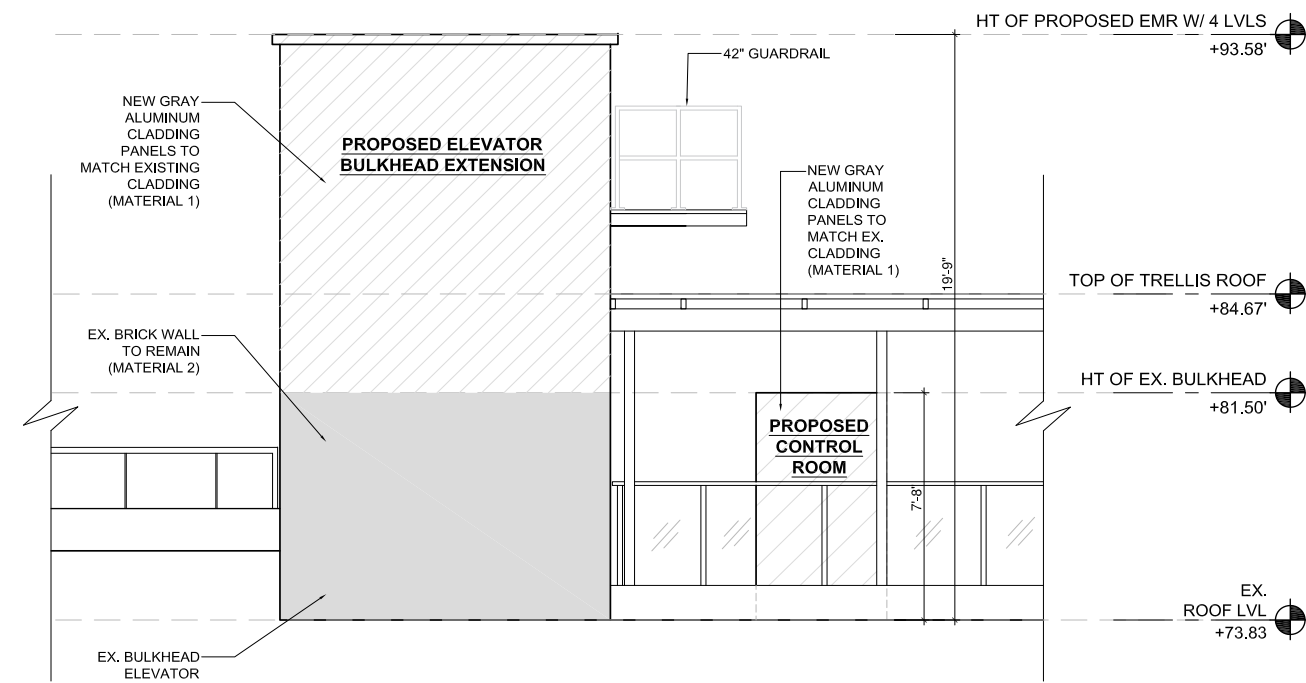 HT OF PROPOSED EMR W/ 4 LVLS
+93.58'
42" GUARDRAIL
NEW GRAY
ALUMINUM
CLADDING
PANELS TO
MATCH EXISTING
CLADDING
(MATERIAL 1)
PROPOSED ELEVATOR
BULKHEAD EXTENSION
NEW GRAY
ALUMINUM
CLADDING
PANELS TO
MATCH EX.
CLADDING
(MATERIAL 1)
19'-9"
TOP OF TRELLIS ROOF
+84.67'
EX. BRICK WALL
TO REMAIN
(MATERIAL 2)
HT OF EX. BULKHEAD
+81.50'
PROPOSED
CONTROL
ROOM
7'-8"
EX.
ROOF LVL
+73.83
EX. BULKHEAD
ELEVATOR